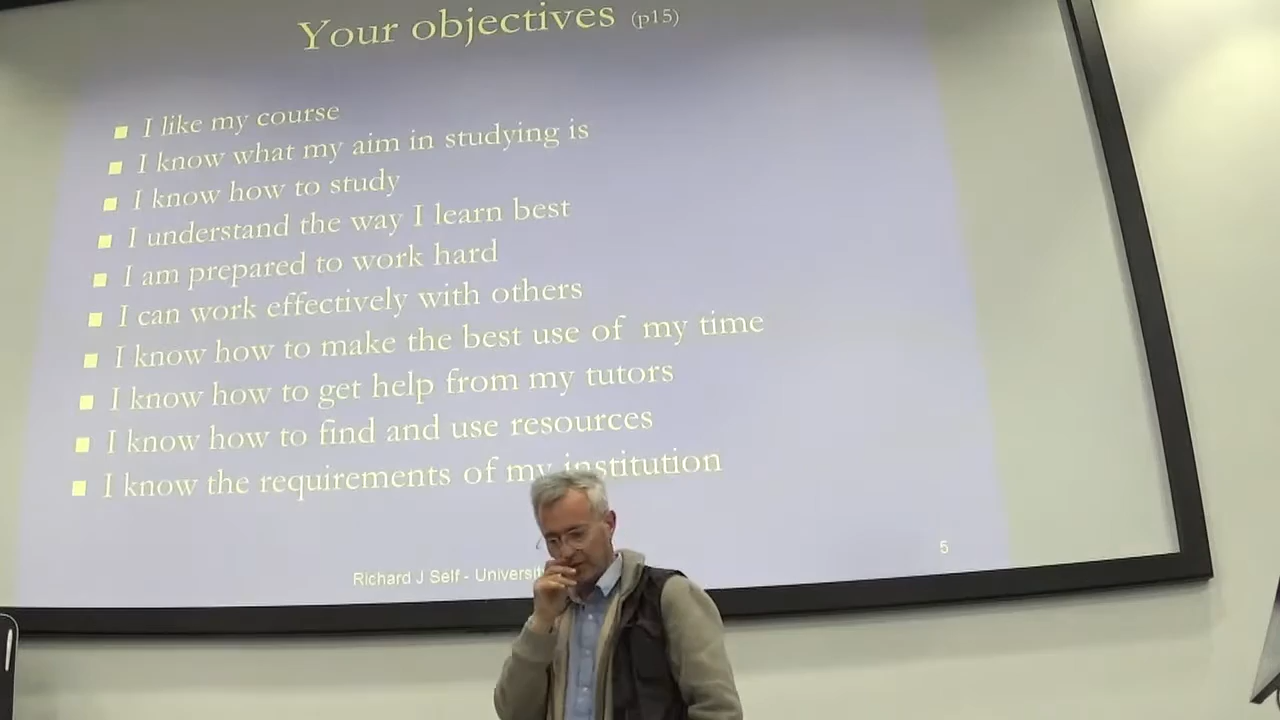 Your objectives (p15)
■ I like my course
■ I know what my aim in studying is
■ I know how to study
■ I understand the way I learn best
■ I am prepared to work hard
■ I can work effectively with others
■ I know how to make the best use of my time
■ I know how to get help from my tutors
■ I know how to find and use resources
■ I know the requirements of my institution
Richard J Self -
5